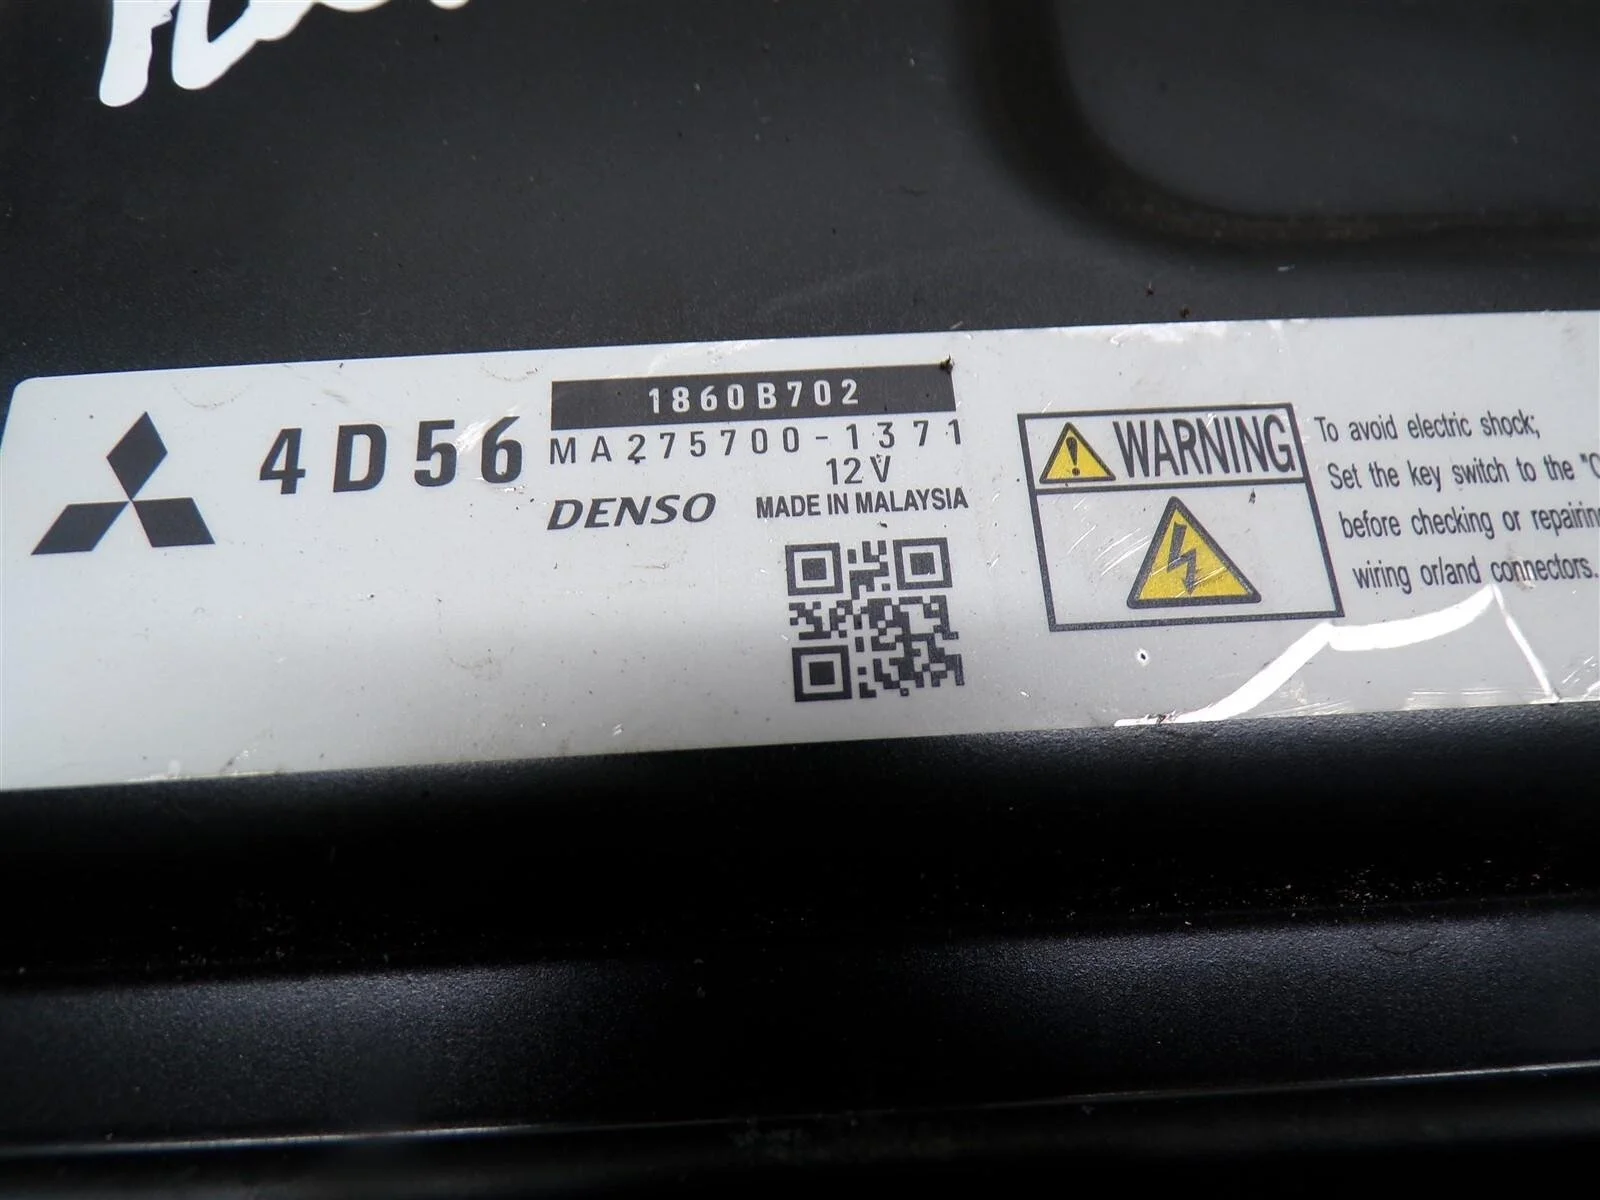 4D56
1860B702
MA275700-1371
12V
DENSO
MADE IN MALAYSIA
WARNING
To avoid electric shock;
Set the key switch to the
before checking or
wiring or/and connectors.